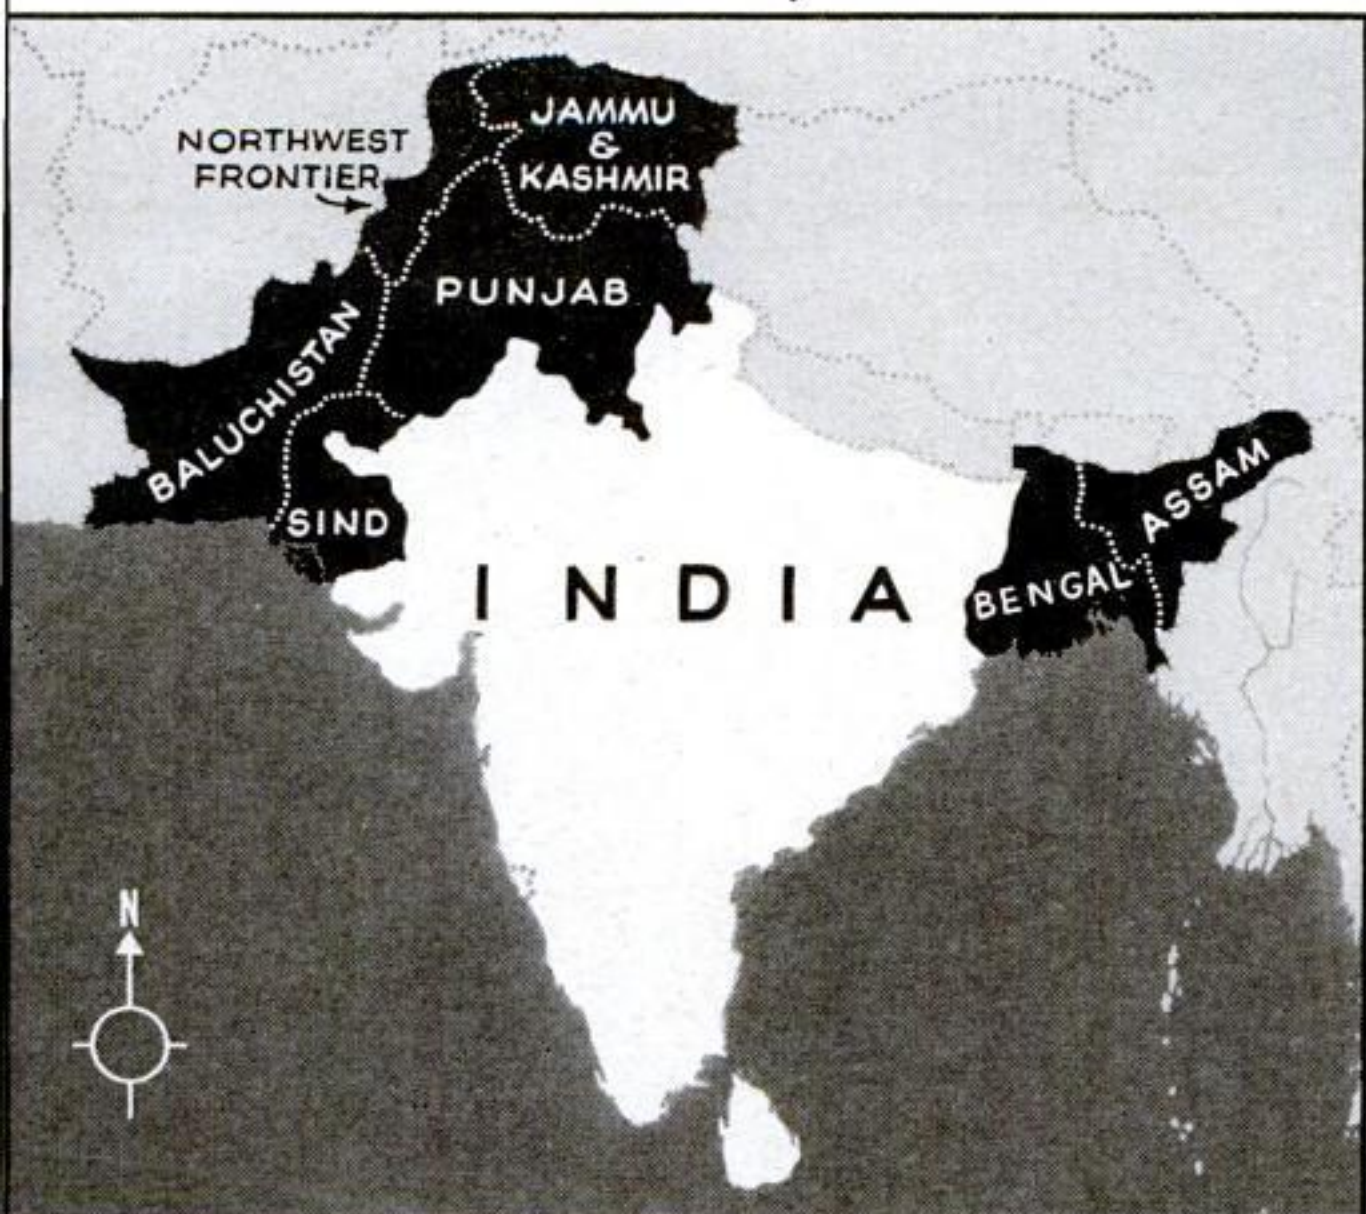 JAMMU
&
KASHMIR
NORTHWEST
FRONTIER
PUNJAB
BALUCHISTAN
SIND
INDIA
BENGAL
ASSAM
N